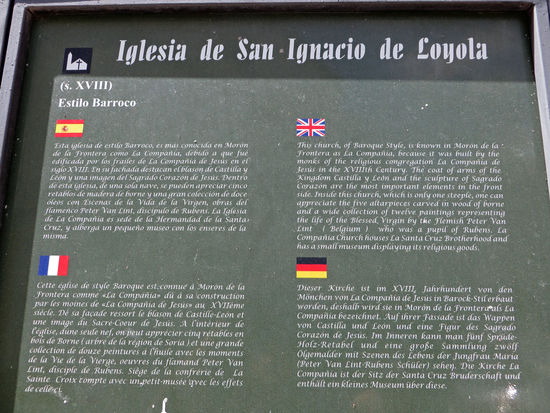 Iglesia de San Ignacio de Loyola
(s. XVIII)
Estilo Barroco
Esta iglesia de estilo Barroco, es más conocida en Morón
de la Frontera como La Compañía, debido a que fué
edificada por los frailes de La Compañía de Jesús en el
siglo XVIII. En su fachada destacan el blasón de Castilla y
León y una imagen del Sagrado Corazón de Jesús. Dentro
de esta iglesia, de una sola nave, se pueden apreciar cinco
retablos de madera de borne y una gran colección de doce
óleos con Escenas de la Vida de la Virgen, obras del
flamenco Peter Van Lint, discípulo de Rubens. La Iglesia
de La Compañía es sede de la Hermandad de la Santa
Cruz, y alberga un pequeño museo con los enseres de la
misma.
This church, of Baroque Style, is known in Morón de la
Frontera as La Compañía, because it was built by the
monks of the religious congregation La Compañía de
Jesús in the XVIIIth Century. The coat of arms of the
Kingdom Castilla y León and the sculpture of Sagrado
Corazón are the most important elements in the front
side. Inside this church, which is only one steeple, one can
appreciate the five altarpieces carved in wood of borne
and a wide collection of twelve paintings representing
the life of the Blessed Virgin by the Flemish Peter Van
Lint ( Belgium ) who was a pupil of Rubens. La
Compañía Church houses La Santa Cruz Brotherhood and
has a small museum displaying its religious goods.
Cette église de style Baroque est connue à Morón de la
Frontera comme «La Compañía» dû à sa construction
par les moines de «La Compañía de Jesús» au XVIIème
siècle. Dé sa façade ressort le blason de Castille-León et
une image du Sacre-Coeur de Jesús. A l'intérieur de
l'église, d'une seule nef, on peut apprecier cinq retables en
bois de Borne (arbre de la région de Soria) et une grande
collection de douze peintures à l'huile avec les moments
de la Vie de la Vierge, oeuvres du flamand Peter Van
Lint, disciple de Rubens. Siège de la confrérie de La
Sainte Croix compte avec un petit musée avec les effets
de celleci.
Dieser Kirche ist im XVIII, Jahrhundert von den
Mönchen von La Compañía de Jesús in Barock-Stil erbaut
worden, deshalb wird sie in Morón de la Frontera als La
Compañía bezeichnet. Auf ihrer Fassade ist das Wappen
von Castilla und León und eine Figur des Sagrado
Corazón de Jesús. Im Inneren kann man fünf Spräde-
Holz-Retabel und eine große Sammlung zwölf
Ölgemälder mit Szenen des Lebens der Jungfrau María
(Peter Van Lint-Rubens Schüler) sehen. Die Kirche La
Compañía ist der Sitz der Santa Cruz Bruderschaft und
enthält ein kleines Museum über diese.